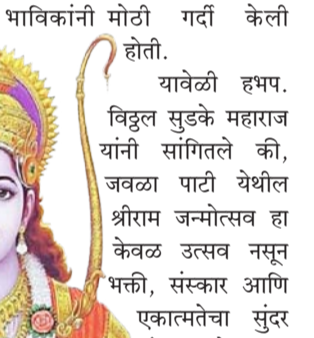 भाविकांनी मोठी गर्दी केली
होती.
यावेळी हभप.
विठ्ठल सुडके महाराज
यांनी सांगितले की,
जवळा पाटी येथील
श्रीराम जन्मोत्सव हा
केवळ उत्सव नसून
भक्ती, संस्कार आणि
एकात्मतेचा सुंदर